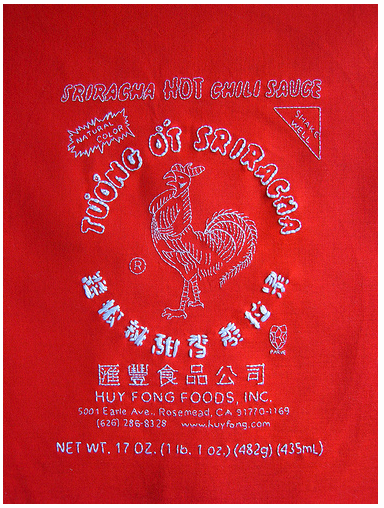 SRIRACHA HOT CHILI SAUCE
NATURAL
COLOR
SHAKE
WELL
TƯƠNG ỚT SRIRACHA
®
PARVE
匯豐食品公司
HUY FONG FOODS, INC.
5001 Earle Ave., Rosemead, CA 91770-1169
(626) 286-8328 www.huyfong.com
NET WT. 17 OZ. (1 lb. 1 oz.) (482g) (435mL)